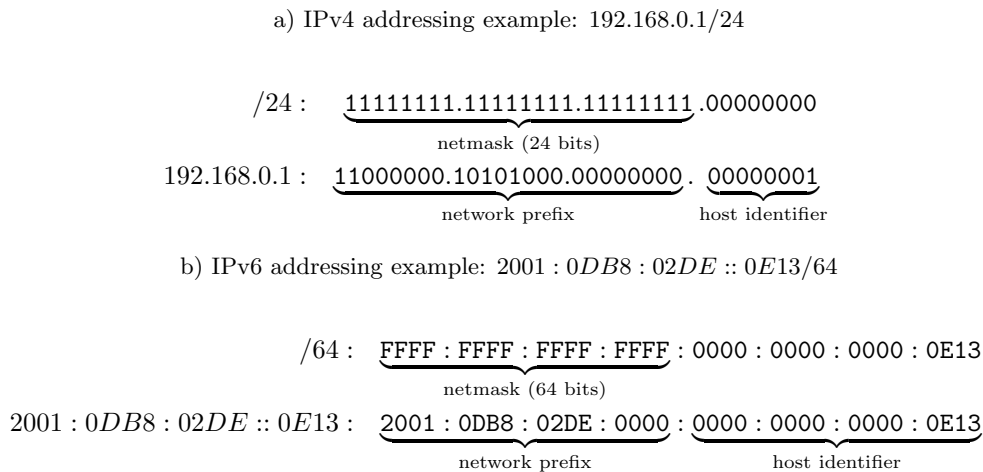 a) IPv4 addressing example: 192.168.0.1/24
/24 : 11111111.11111111.11111111.00000000
netmask (24 bits)
192.168.0.1 : 11000000.10101000.00000000. 00000001
network prefix host identifier
b) IPv6 addressing example: 2001 : 0DB8 : 02DE :: 0E13/64
/64 : FFFF : FFFF : FFFF : FFFF : 0000 : 0000 : 0000 : 0E13
netmask (64 bits)
2001 : 0DB8 : 02DE :: 0E13 : 2001 : 0DB8 : 02DE : 0000 : 0000 : 0000 : 0000 : 0E13
network prefix host identifier